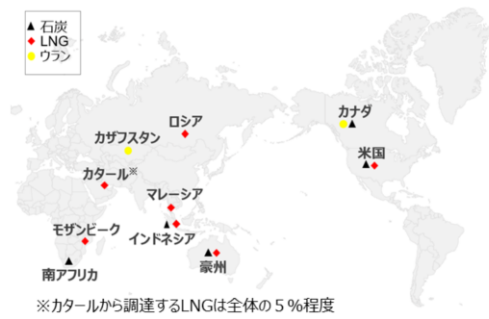 石炭
LNG
ウラン
ロシア
カナダ
カザフスタン
米国
カタール※
マレーシア
モザンビーク
インドネシア
豪州
南アフリカ
※カタールから調達するLNGは全体の５％程度